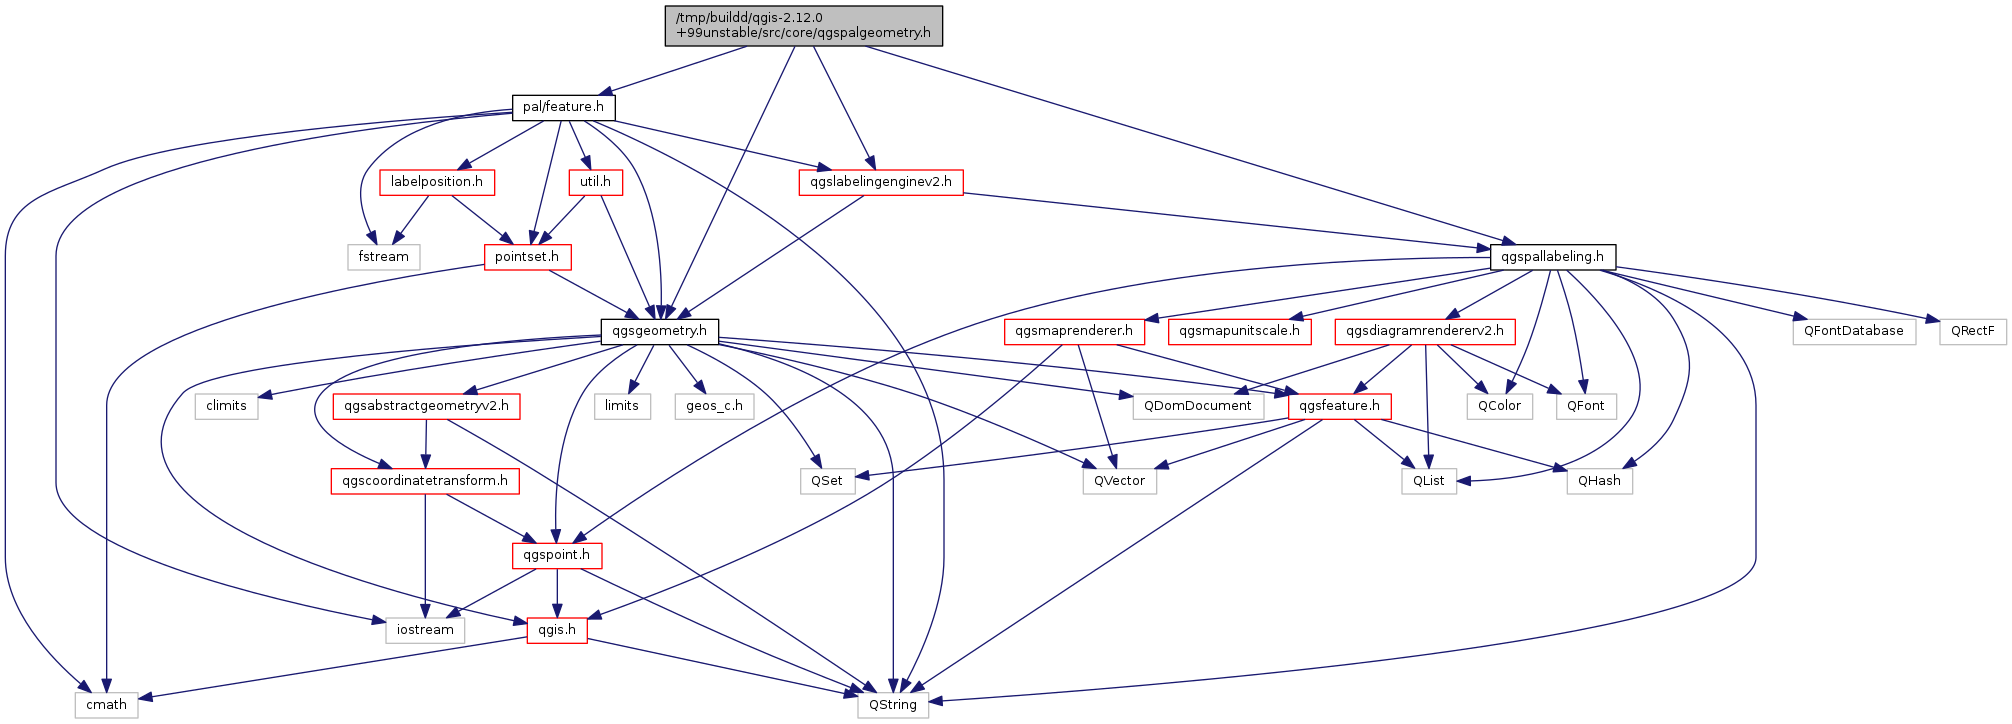 /tmp/buildd/qgis-2.12.0
+99unstable/src/core/qgspalgeometry.h
pal/feature.h
labelposition.h
util.h
qgslabelingenginev2.h
fstream
pointset.h
qgspallabeling.h
qgsgeometry.h
qgsmaprenderer.h
qgsmapunitscale.h
qgsdiagramrendererv2.h
QFontDatabase
QRectF
climits
qgsabstractgeometryv2.h
limits
geos_c.h
QDomDocument
qgsfeature.h
QColor
QFont
qgscoordinatetransform.h
QSet
QVector
QList
QHash
qgspoint.h
iostream
qgis.h
cmath
QString